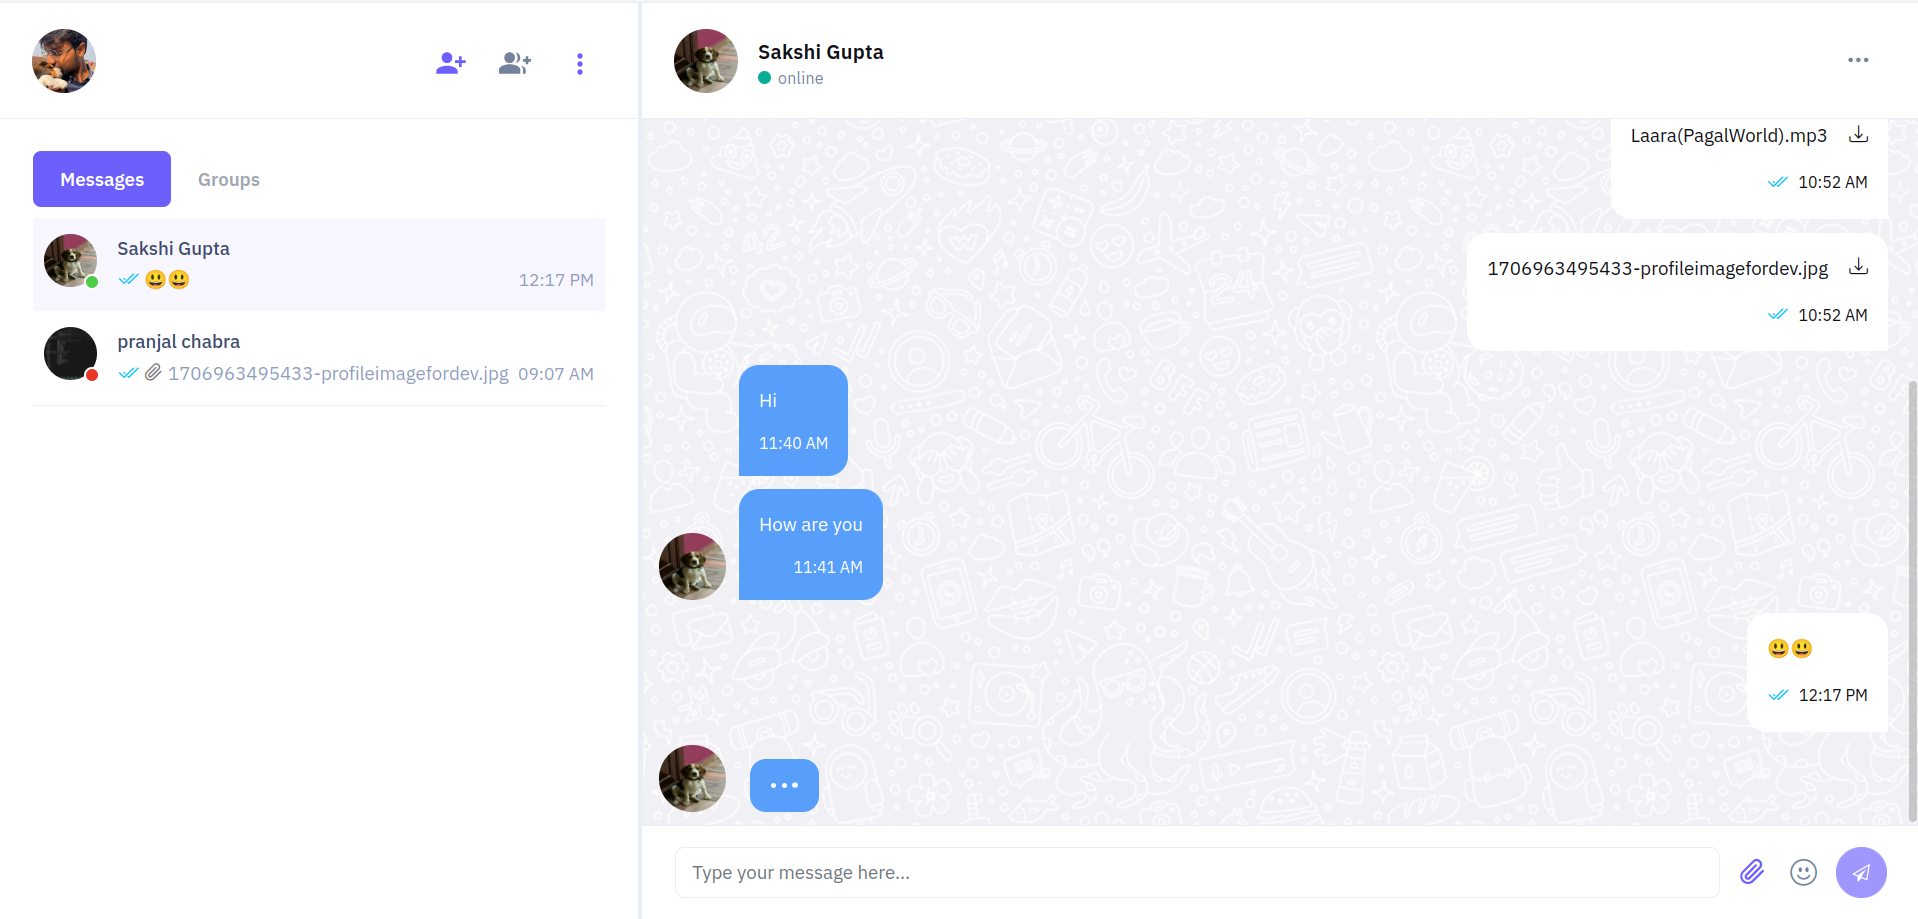 Sakshi Gupta
online
Messages
Groups
Sakshi Gupta
😃😃 12:17 PM
pranjal chabra
1706963495433-profileimagefordev.jpg 09:07 AM
Laara(PagalWorld).mp3
10:52 AM
1706963495433-profileimagefordev.jpg
10:52 AM
Hi
11:40 AM
How are you
11:41 AM
😃😃
12:17 PM
Type your message here...
24